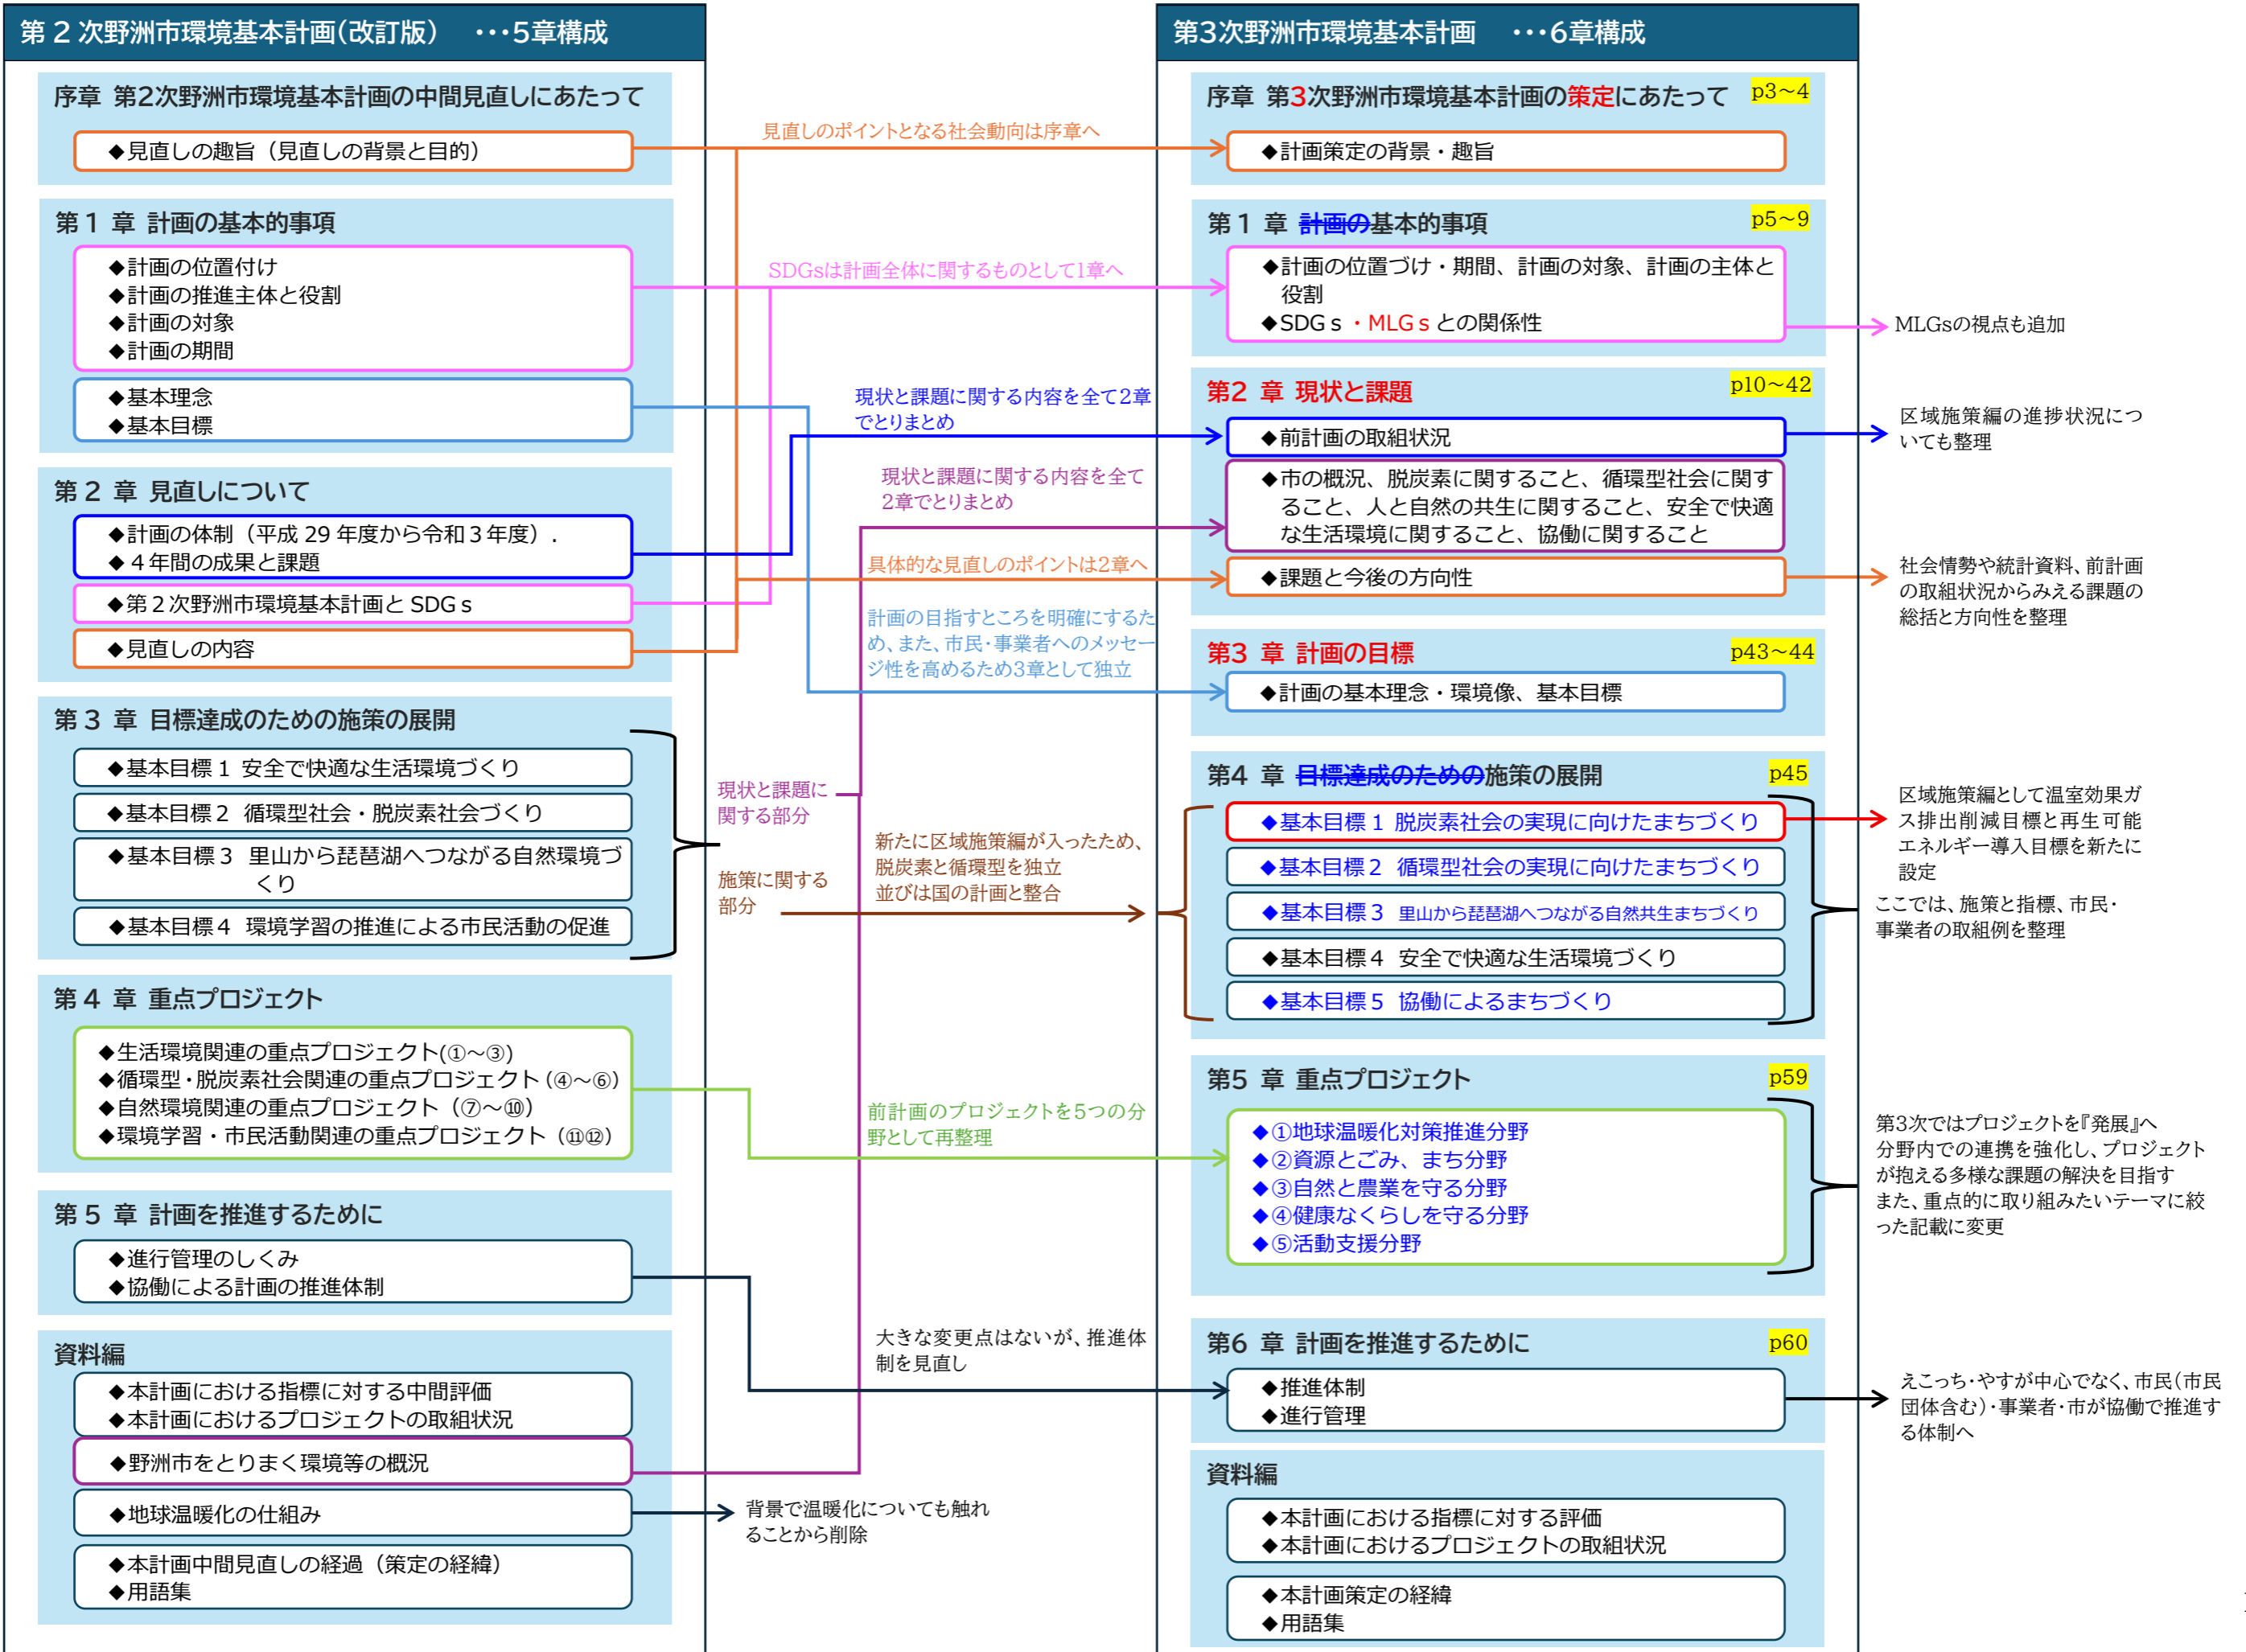 第２次野洲市環境基本計画(改訂版)　･･･5章構成
序章 第2次野洲市環境基本計画の中間見直しにあたって
◆見直しの趣旨（見直しの背景と目的）
第１章 計画の基本的事項
◆計画の位置付け
◆計画の推進主体と役割
◆計画の対象
◆計画の期間
◆基本理念
◆基本目標
第２章 見直しについて
◆計画の体制（平成 29 年度から令和３年度）.
◆４年間の成果と課題
◆第２次野洲市環境基本計画と SDGｓ
◆見直しの内容
第３章 目標達成のための施策の展開
◆基本目標１ 安全で快適な生活環境づくり
◆基本目標２ 循環型社会・脱炭素社会づくり
◆基本目標３ 里山から琵琶湖へつながる自然環境づ
くり
◆基本目標４ 環境学習の推進による市民活動の促進
第４章 重点プロジェクト
◆生活環境関連の重点プロジェクト(①～③)
◆循環型・脱炭素社会関連の重点プロジェクト（④～⑥）
◆自然環境関連の重点プロジェクト（⑦～⑩）
◆環境学習・市民活動関連の重点プロジェクト（⑪⑫）
第５章 計画を推進するために
◆進行管理のしくみ
◆協働による計画の推進体制
資料編
◆本計画における指標に対する中間評価
◆本計画におけるプロジェクトの取組状況
◆野洲市をとりまく環境等の概況
◆地球温暖化の仕組み
◆本計画中間見直しの経過（策定の経緯）
◆用語集
見直しのポイントとなる社会動向は序章へ
SDGsは計画全体に関するものとして1章へ
現状と課題に関する内容を全て2章
でとりまとめ
現状と課題に関する内容を全て
2章でとりまとめ
具体的な見直しのポイントは2章へ
計画の目指すところを明確にするた
め、また、市民・事業者へのメッセー
ジ性を高めるため3章として独立
現状と課題に
関する部分
施策に関する
部分
新たに区域施策編が入ったため、
脱炭素と循環型を独立
並びは国の計画と整合
前計画のプロジェクトを5つの分
野として再整理
大きな変更点はないが、推進体
制を見直し
背景で温暖化についても触れ
ることから削除
第3次野洲市環境基本計画　･･･6章構成
序章 第3次野洲市環境基本計画の策定にあたって p3～4
◆計画策定の背景・趣旨
第１章 計画の基本的事項 p5～9
◆計画の位置づけ・期間、計画の対象、計画の主体と
役割
◆SDGｓ・MLGｓとの関係性
第2 章 現状と課題 p10～42
◆前計画の取組状況
◆市の概況、脱炭素に関すること、循環型社会に関す
ること、人と自然の共生に関すること、安全で快適
な生活環境に関すること、協働に関すること
◆課題と今後の方向性
第3 章 計画の目標 p43～44
◆計画の基本理念・環境像、基本目標
第4 章 目標達成のための施策の展開 p45
◆基本目標１ 脱炭素社会の実現に向けたまちづくり
◆基本目標２ 循環型社会の実現に向けたまちづくり
◆基本目標３ 里山から琵琶湖へつながる自然共生まちづくり
◆基本目標４ 安全で快適な生活環境づくり
◆基本目標５ 協働によるまちづくり
第5 章 重点プロジェクト p59
◆①地球温暖化対策推進分野
◆②資源とごみ、まち分野
◆③自然と農業を守る分野
◆④健康なくらしを守る分野
◆⑤活動支援分野
第6 章 計画を推進するために p60
◆推進体制
◆進行管理
資料編
◆本計画における指標に対する評価
◆本計画におけるプロジェクトの取組状況
◆本計画策定の経緯
◆用語集
MLGsの視点も追加
区域施策編の進捗状況につ
いても整理
社会情勢や統計資料、前計画
の取組状況からみえる課題の
総括と方向性を整理
区域施策編として温室効果ガ
ス排出削減目標と再生可能
エネルギー導入目標を新たに
設定
ここでは、施策と指標、市民・
事業者の取組例を整理
第3次ではプロジェクトを『発展』へ
分野内での連携を強化し、プロジェクト
が抱える多様な課題の解決を目指す
また、重点的に取り組みたいテーマに絞
った記載に変更
えこっち・やすが中心でなく、市民(市民
団体含む)・事業者・市が協働で推進す
る体制へ